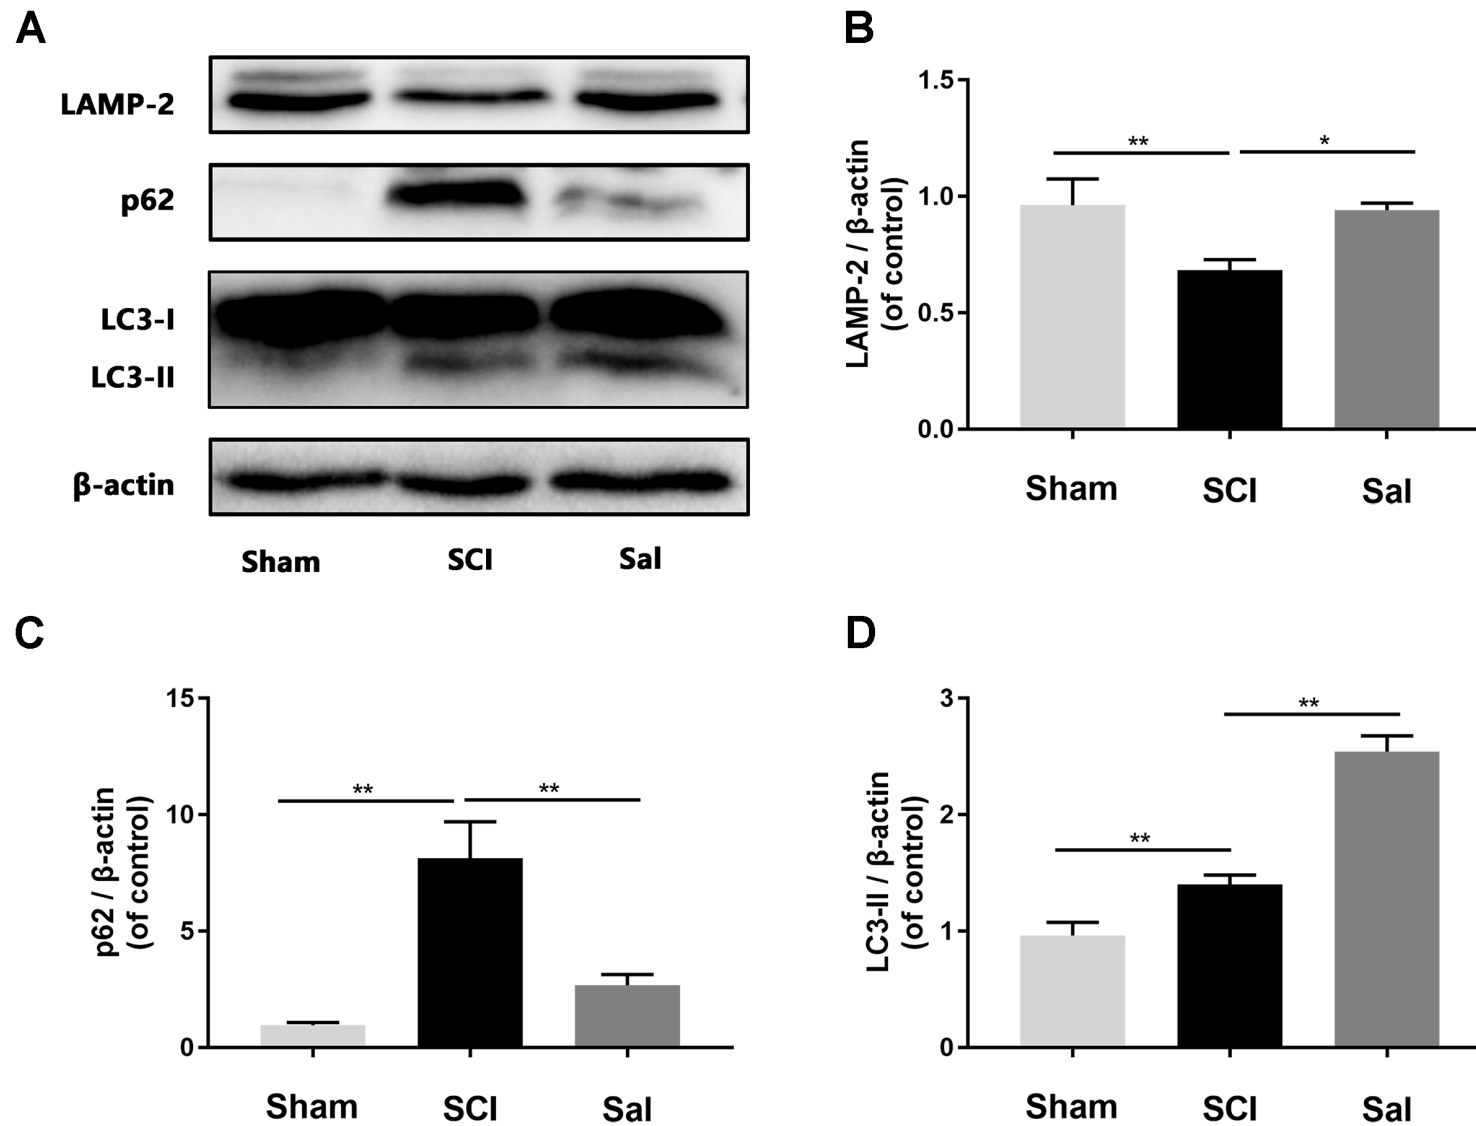 A
LAMP-2
p62
LC3-I
LC3-II
β-actin
Sham SCI Sal
B
LAMP-2 / β-actin
(of control)
1.5
1.0
0.5
0.0
** *
Sham SCI Sal
C
p62 / β-actin
(of control)
15
10
5
0
** **
Sham SCI Sal
D
LC3-II / β-actin
(of control)
3
2
1
0
**
**
Sham SCI Sal